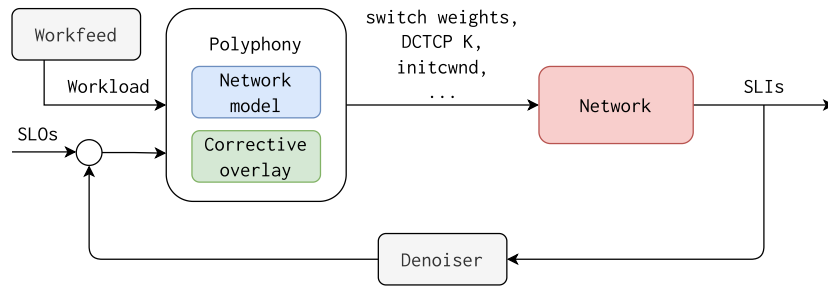 Workfeed
Workload
SLOs
Polyphony
Network
model
Corrective
overlay
switch weights,
DCTCP K,
initcwnd,
...
Network
SLIs
Denoiser